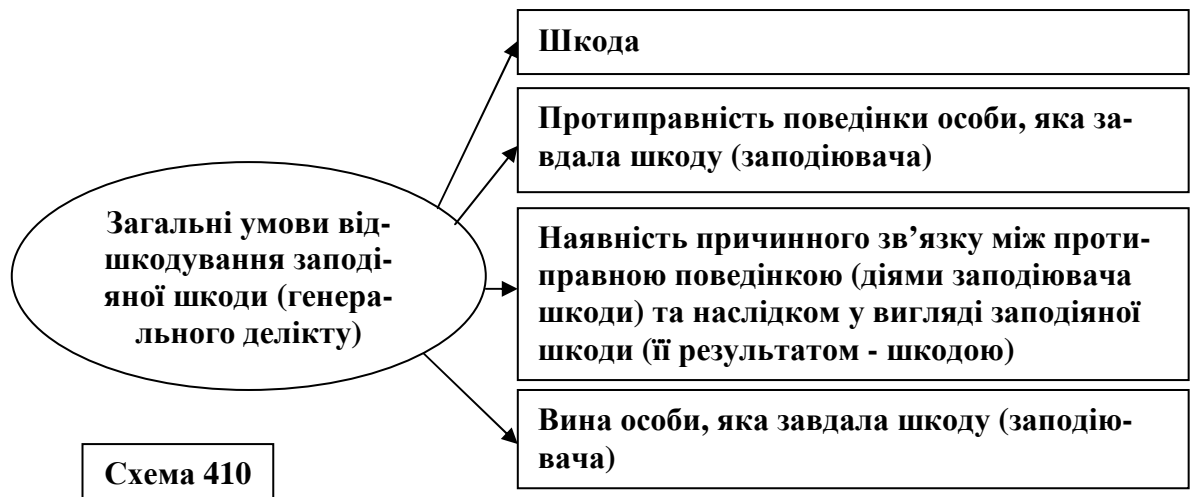 Шкода
Протиправність поведінки особи, яка за-
вдала шкоду (заподіювача)
Загальні умови від-
шкодування заподі-
яної шкоди (генера-
льного делікту)
Наявність причинного зв’язку між проти-
правною поведінкою (діями заподіювача
шкоди) та наслідком у вигляді заподіяної
шкоди (її результатом - шкодою)
Вина особи, яка завдала шкоду (заподію-
вача)
Схема 410